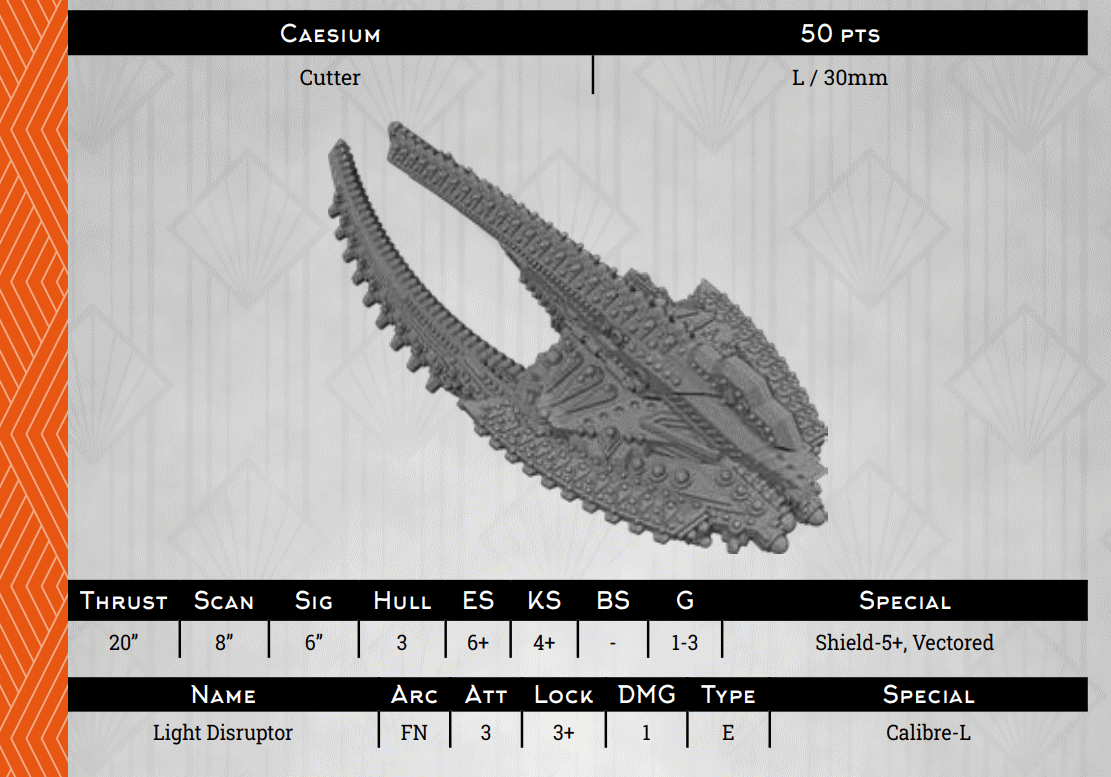 Caesium 50 pts
Cutter L / 30mm
Thrust Scan Sig Hull ES KS BS G Special
20” 8” 6” 3 6+ 4+ - 1-3 Shield-5+, Vectored
Name Arc Att Lock DMG Type Special
Light Disruptor FN 3 3+ 1 E Calibre-L